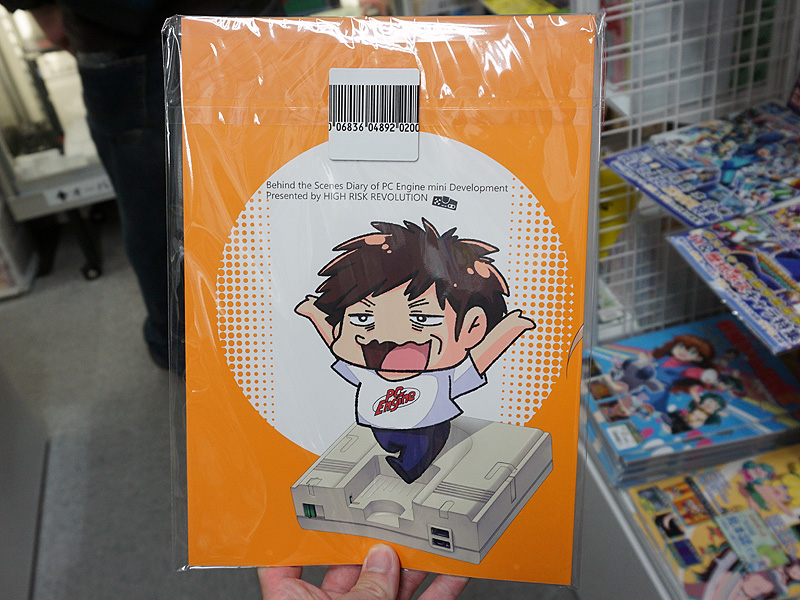 0 06836 04892 0200
Behind the Scenes Diary of PC Engine mini Development
Presented by HIGH RISK REVOLUTION
PC
Engine